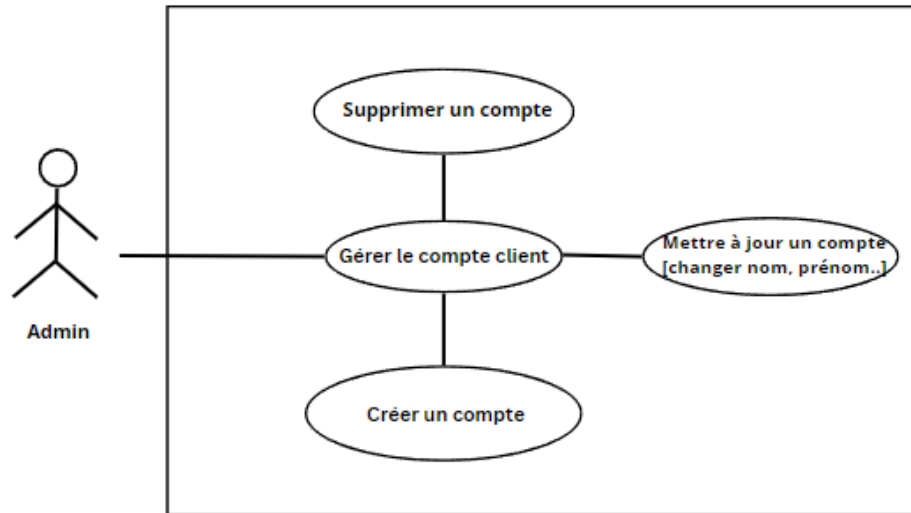 Supprimer un compte
Gérer le compte client
Mettre à jour un compte
[changer nom, prénom..]
Admin
Créer un compte